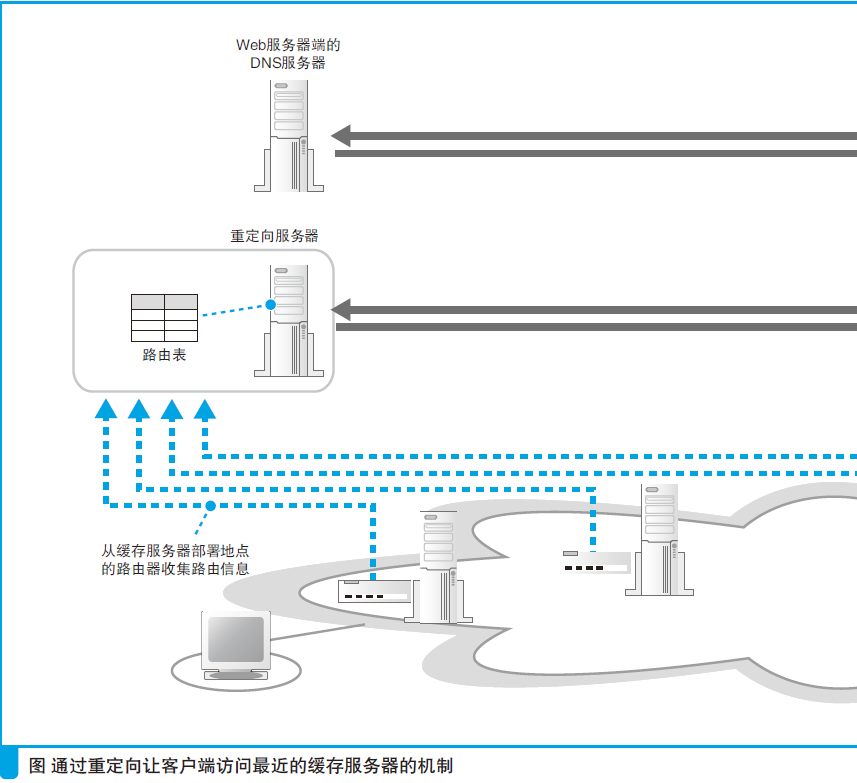 Web服务器端的
DNS服务器
重定向服务器
路由表
从缓存服务器部署地点
的路由器收集路由信息
图 通过重定向让客户端访问最近的缓存服务器的机制